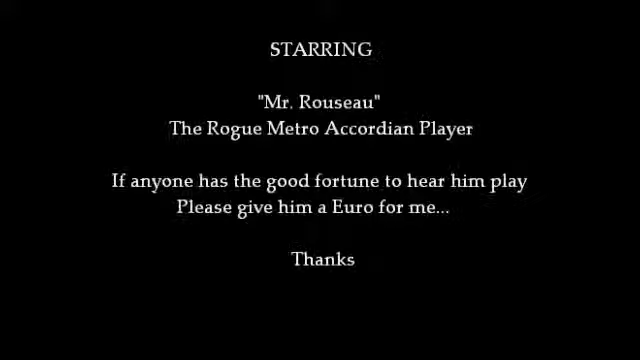 STARRING
"Mr. Rouseau"
The Rogue Metro Accordian Player
If anyone has the good fortune to hear him play
Please give him a Euro for me...
Thanks